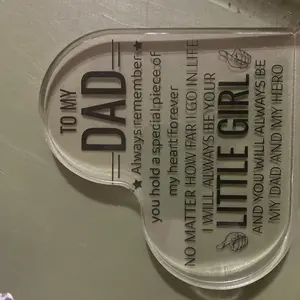 TO MY
DAD
★ Always remember ★
you hold a special piece of
my heart forever
NO MATTER HOW FAR I GO IN LIFE
I WILL ALWAYS BE YOUR
LITTLE GIRL
AND YOU WILL ALWAYS BE
MY DAD AND MY HERO